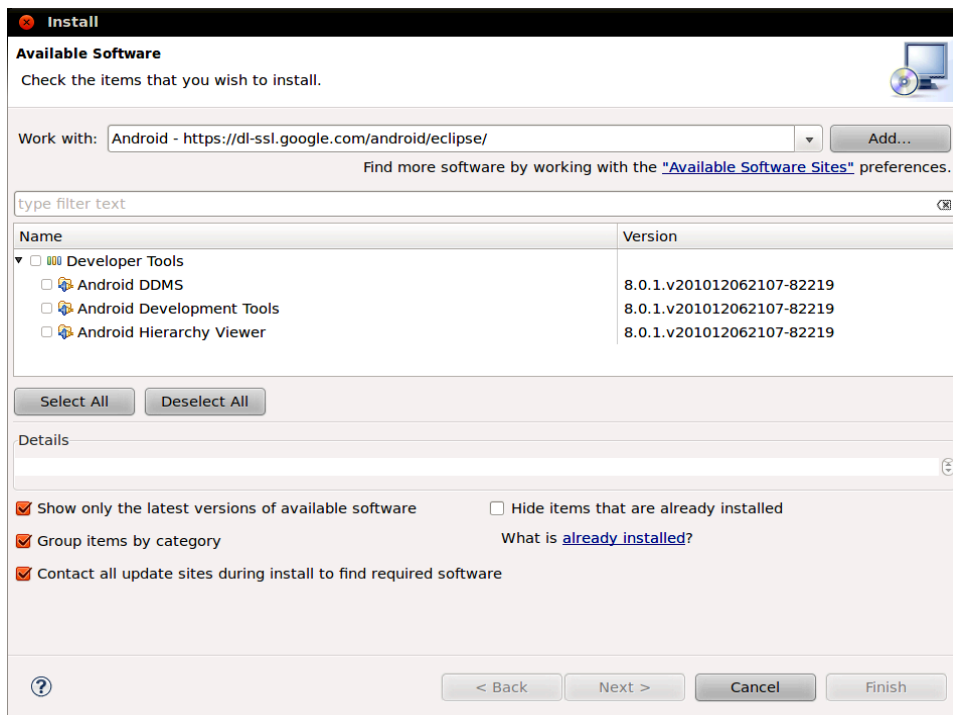 Install
Available Software
Check the items that you wish to install.
Work with: Android - https://dl-ssl.google.com/android/eclipse/ Add...
Find more software by working with the "Available Software Sites" preferences.
type filter text
Name Version
Developer Tools
Android DDMS 8.0.1.v201012062107-82219
Android Development Tools 8.0.1.v201012062107-82219
Android Hierarchy Viewer 8.0.1.v201012062107-82219
Select All Deselect All
Details
Show only the latest versions of available software Hide items that are already installed
Group items by category What is already installed?
Contact all update sites during install to find required software
? < Back Next > Cancel Finish